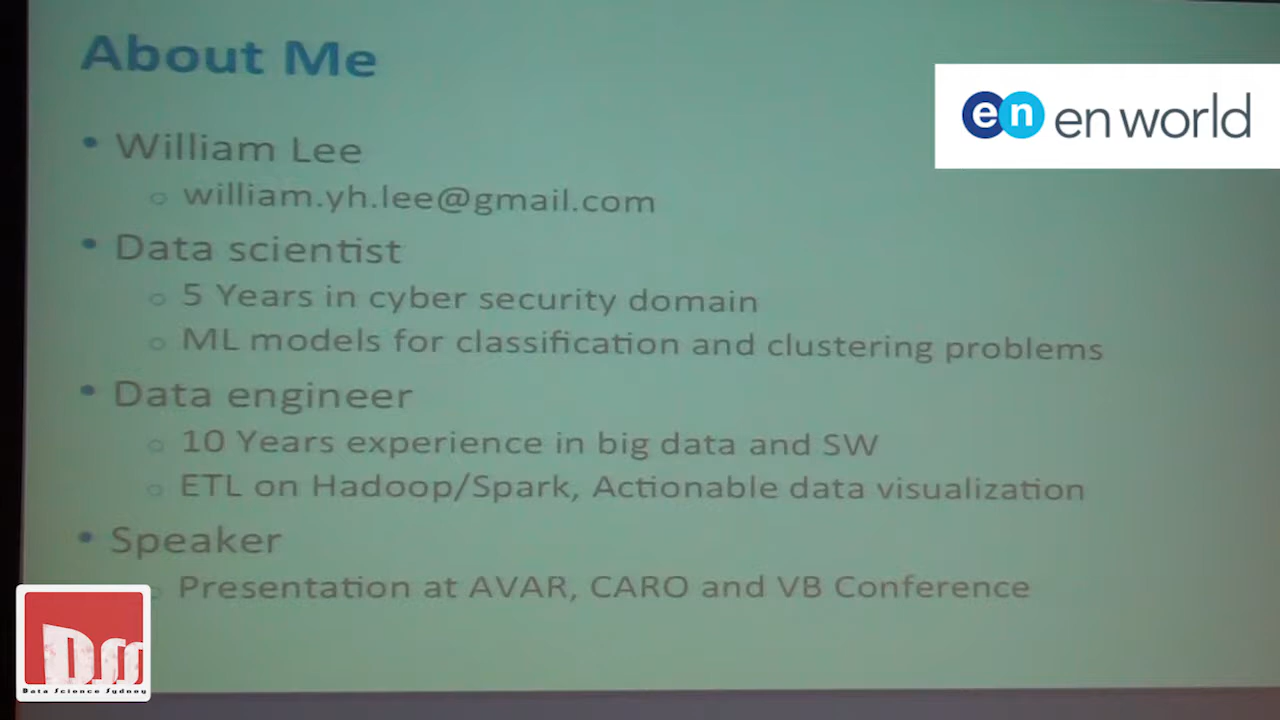 About Me
• William Lee
○ william.yh.lee@gmail.com
• Data scientist
○ 5 Years in cyber security domain
○ ML models for classification and clustering problems
• Data engineer
○ 10 Years experience in big data and SW
○ ETL on Hadoop/Spark, Actionable data visualization
• Speaker
○ Presentation at AVAR, CARO and VB Conference
en en world
DSS
Data Science Sydney